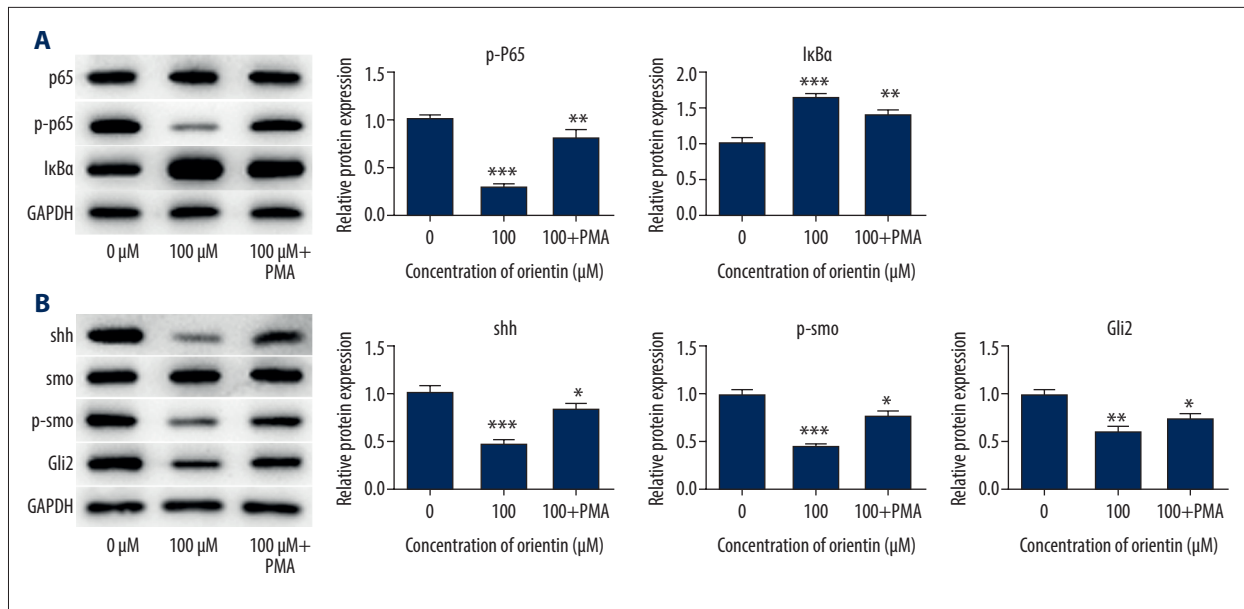 A
p65
p-p65
IκBα
GAPDH
0 μM 100 μM 100 μM+
PMA
p-P65
Relative protein expression
1.5
1.0
0.5
0.0
***
**
0 100 100+PMA
Concentration of orientin (μM)
IκBα
Relative protein expression
2.0
1.5
1.0
0.5
0.0
***
**
0 100 100+PMA
Concentration of orientin (μM)
B
shh
smo
p-smo
Gli2
GAPDH
0 μM 100 μM 100 μM+
PMA
shh
Relative protein expression
1.5
1.0
0.5
0.0
***
*
0 100 100+PMA
Concentration of orientin (μM)
p-smo
Relative protein expression
1.5
1.0
0.5
0.0
***
*
0 100 100+PMA
Concentration of orientin (μM)
Gli2
Relative protein expression
1.5
1.0
0.5
0.0
**
*
0 100 100+PMA
Concentration of orientin (μM)